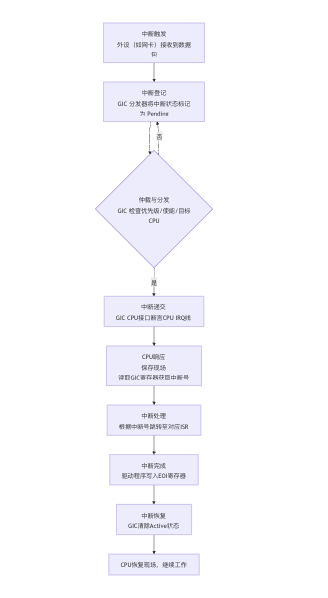 中断触发
外设（如网卡）接收到数据
包
中断登记
GIC 分发器将中断状态标记
为 Pending
否
仲裁与分发
GIC 检查优先级/使能/目标
CPU
是
中断递交
GIC CPU接口断言CPU IRQ线
CPU响应
保存现场
读取GIC寄存器获取中断号
中断处理
根据中断号跳转至对应ISR
中断完成
驱动程序写入EOI寄存器
中断恢复
GIC清除Active状态
CPU恢复现场，继续工作